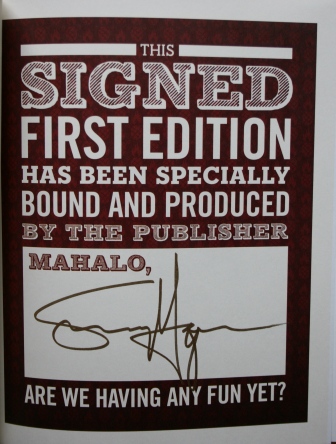 THIS
SIGNED
FIRST EDITION
HAS BEEN SPECIALLY
BOUND AND PRODUCED
BY THE PUBLISHER
MAHALO,
ARE WE HAVING ANY FUN YET?